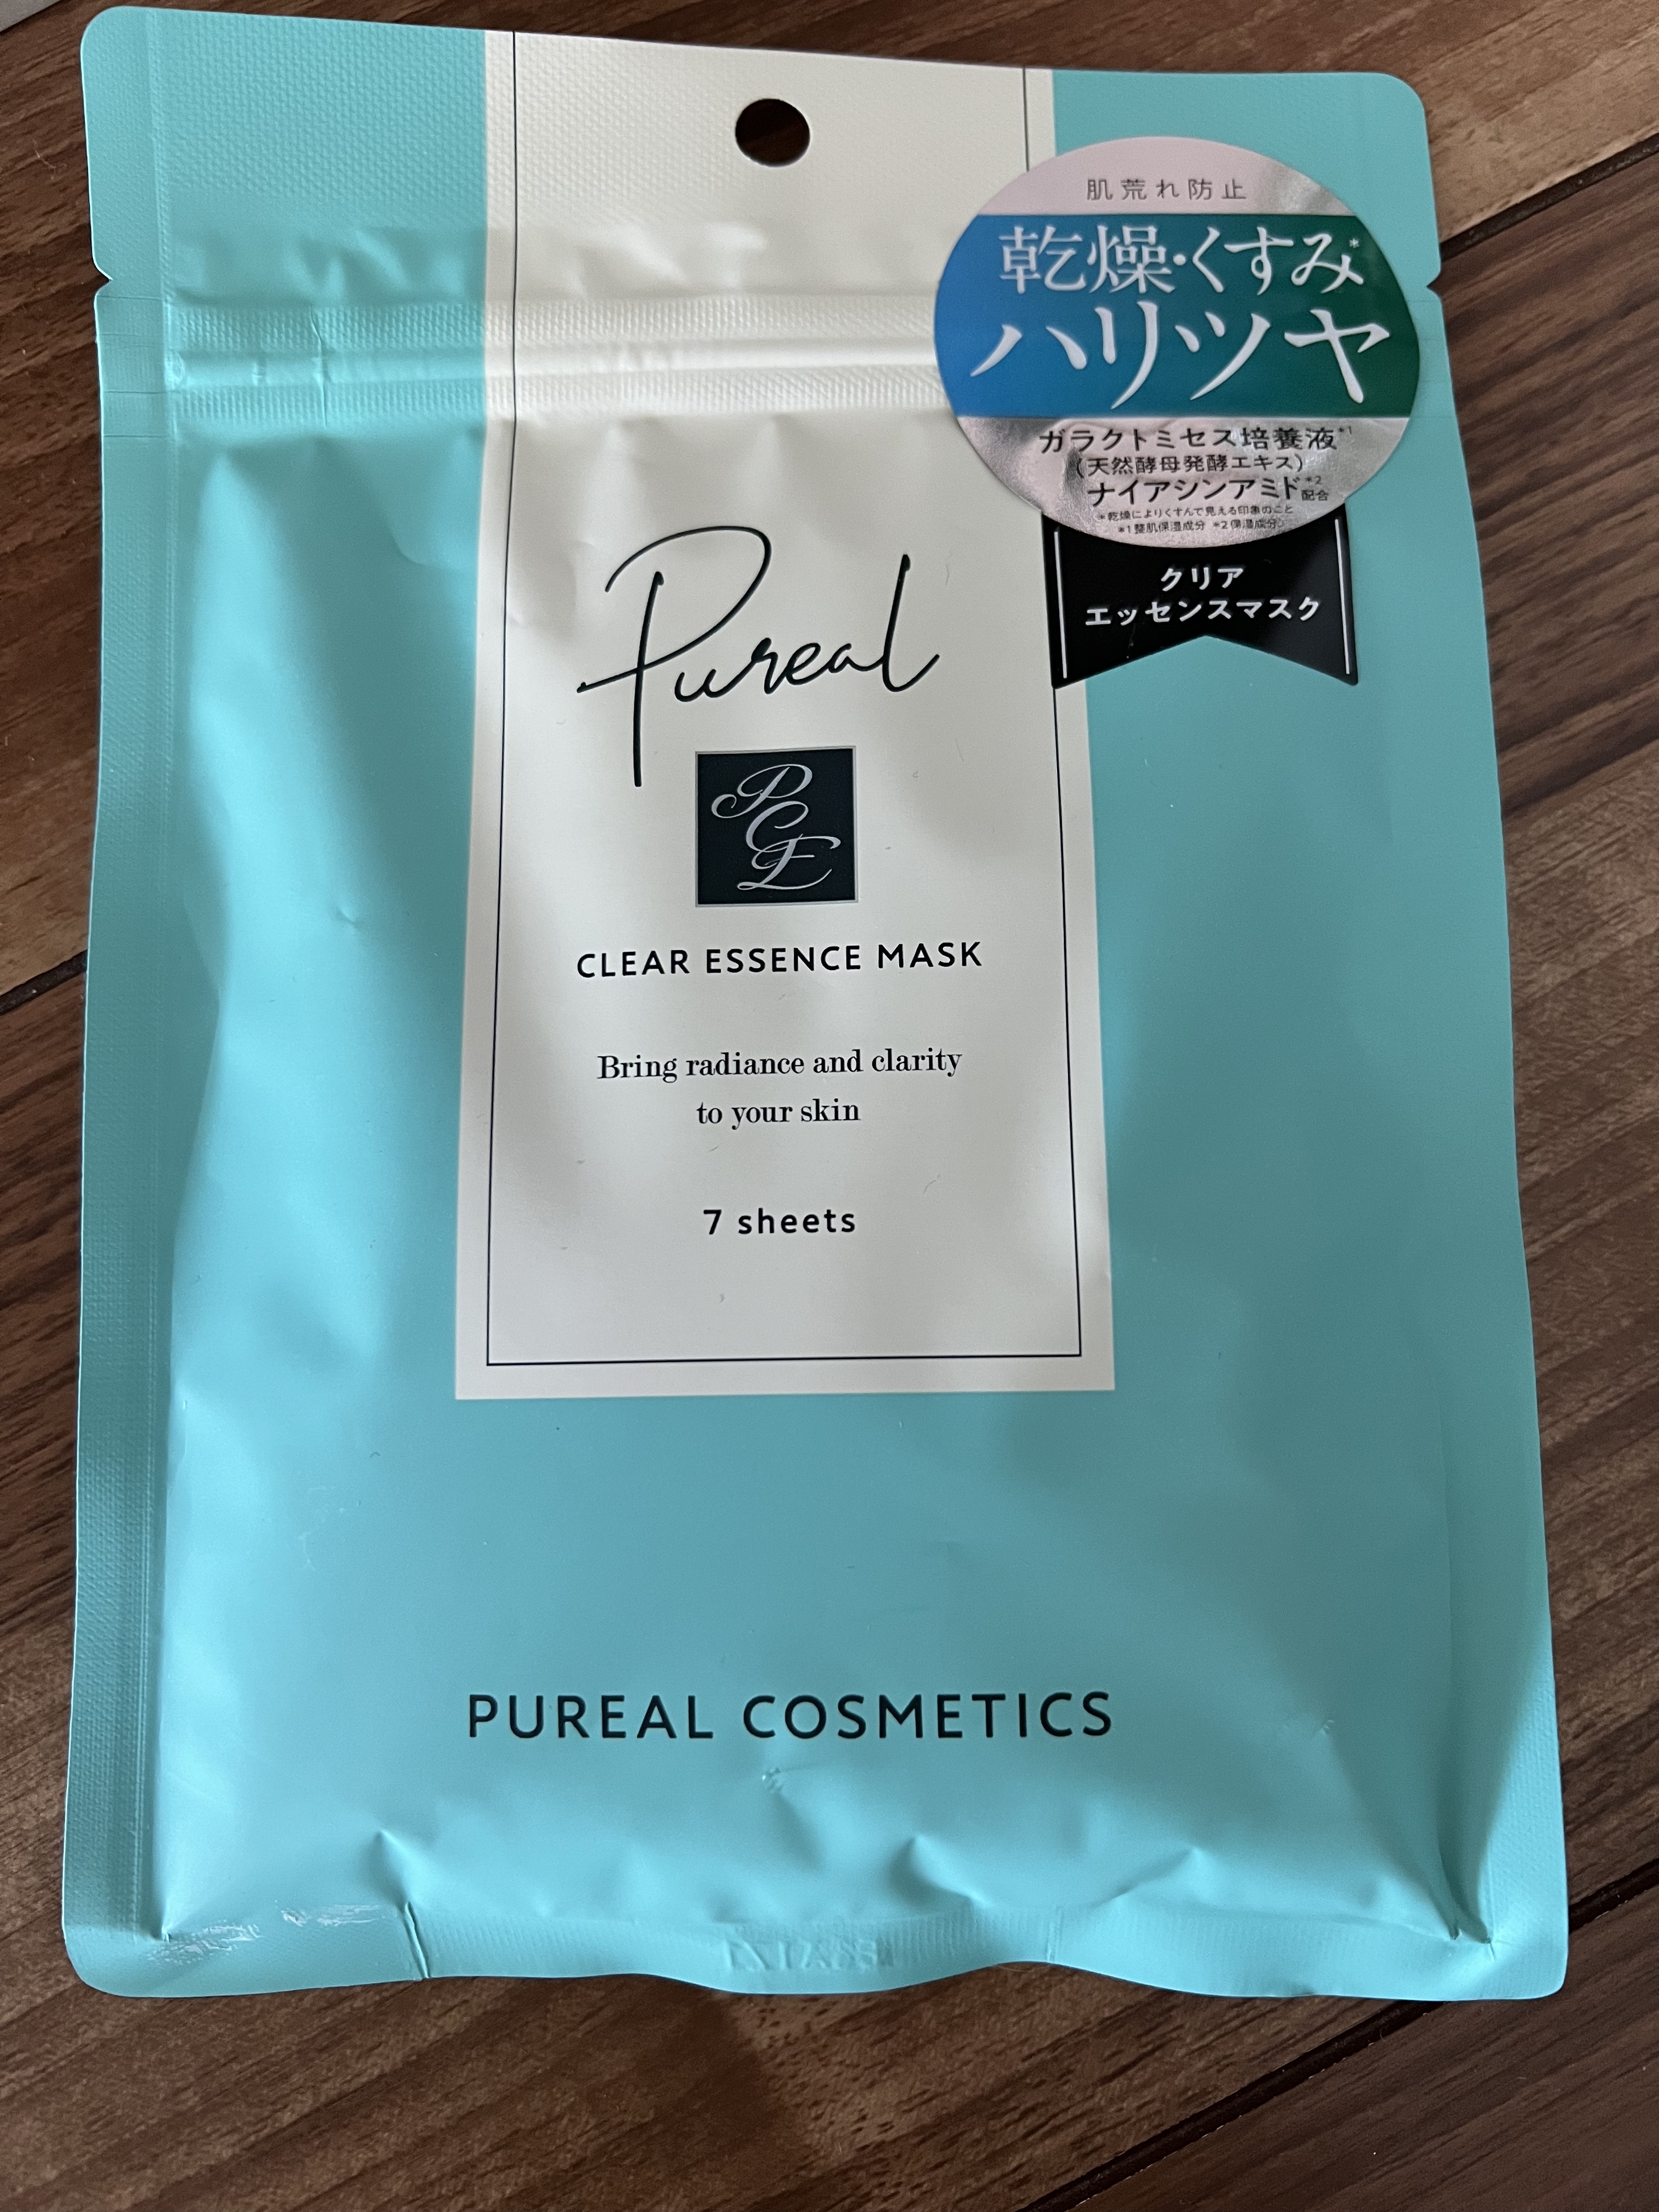 肌荒れ防止
乾燥・くすみ*
ハリツヤ
ガラクトミセス培養液*1
(天然酵母発酵エキス)
ナイアシンアミド*2配合
*乾燥によりくすんで見える印象のこと
*1 整肌保湿成分 *2 保湿成分
クリア
エッセンスマスク
Pureal
PCE
CLEAR ESSENCE MASK
Bring radiance and clarity
to your skin
7 sheets
PUREAL COSMETICS